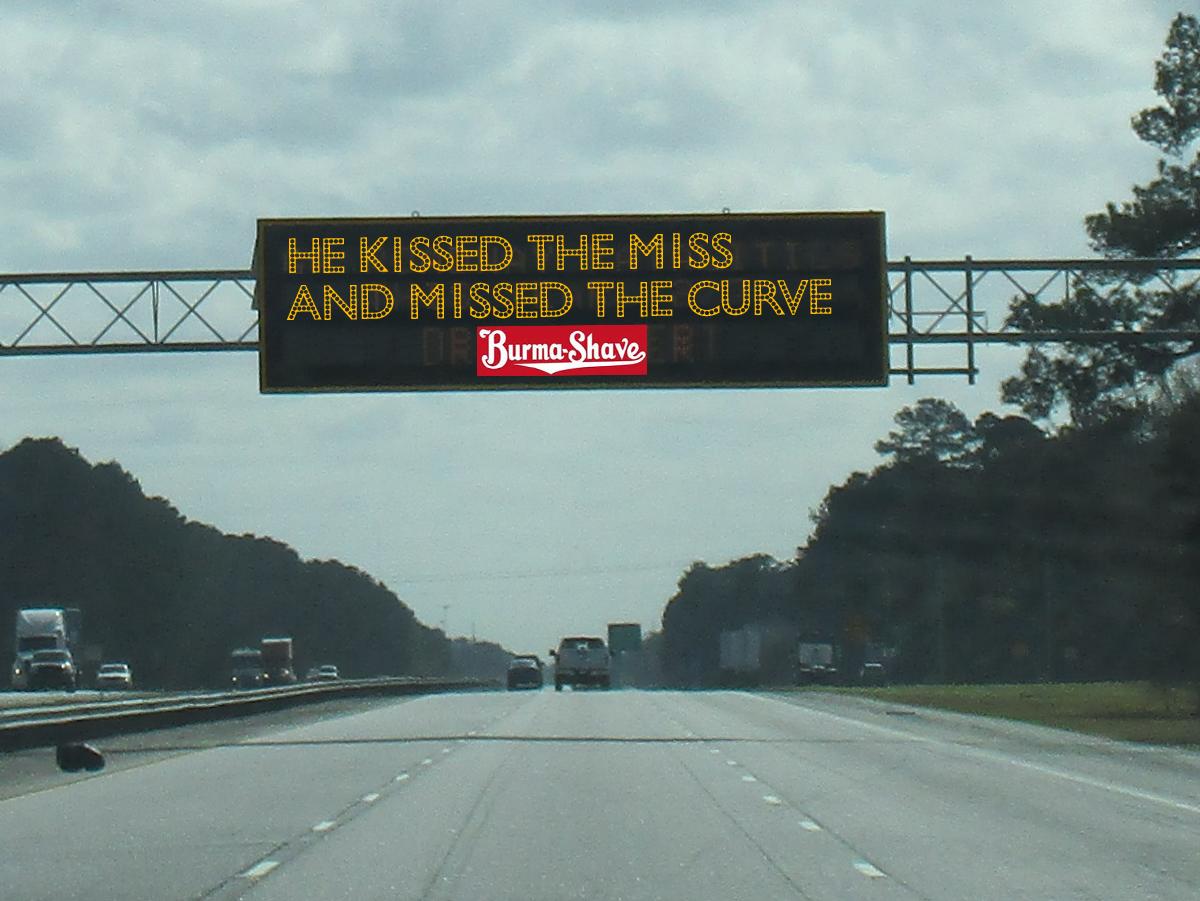 HE KISSED THE MISS
AND MISSED THE CURVE
Burma-Shave